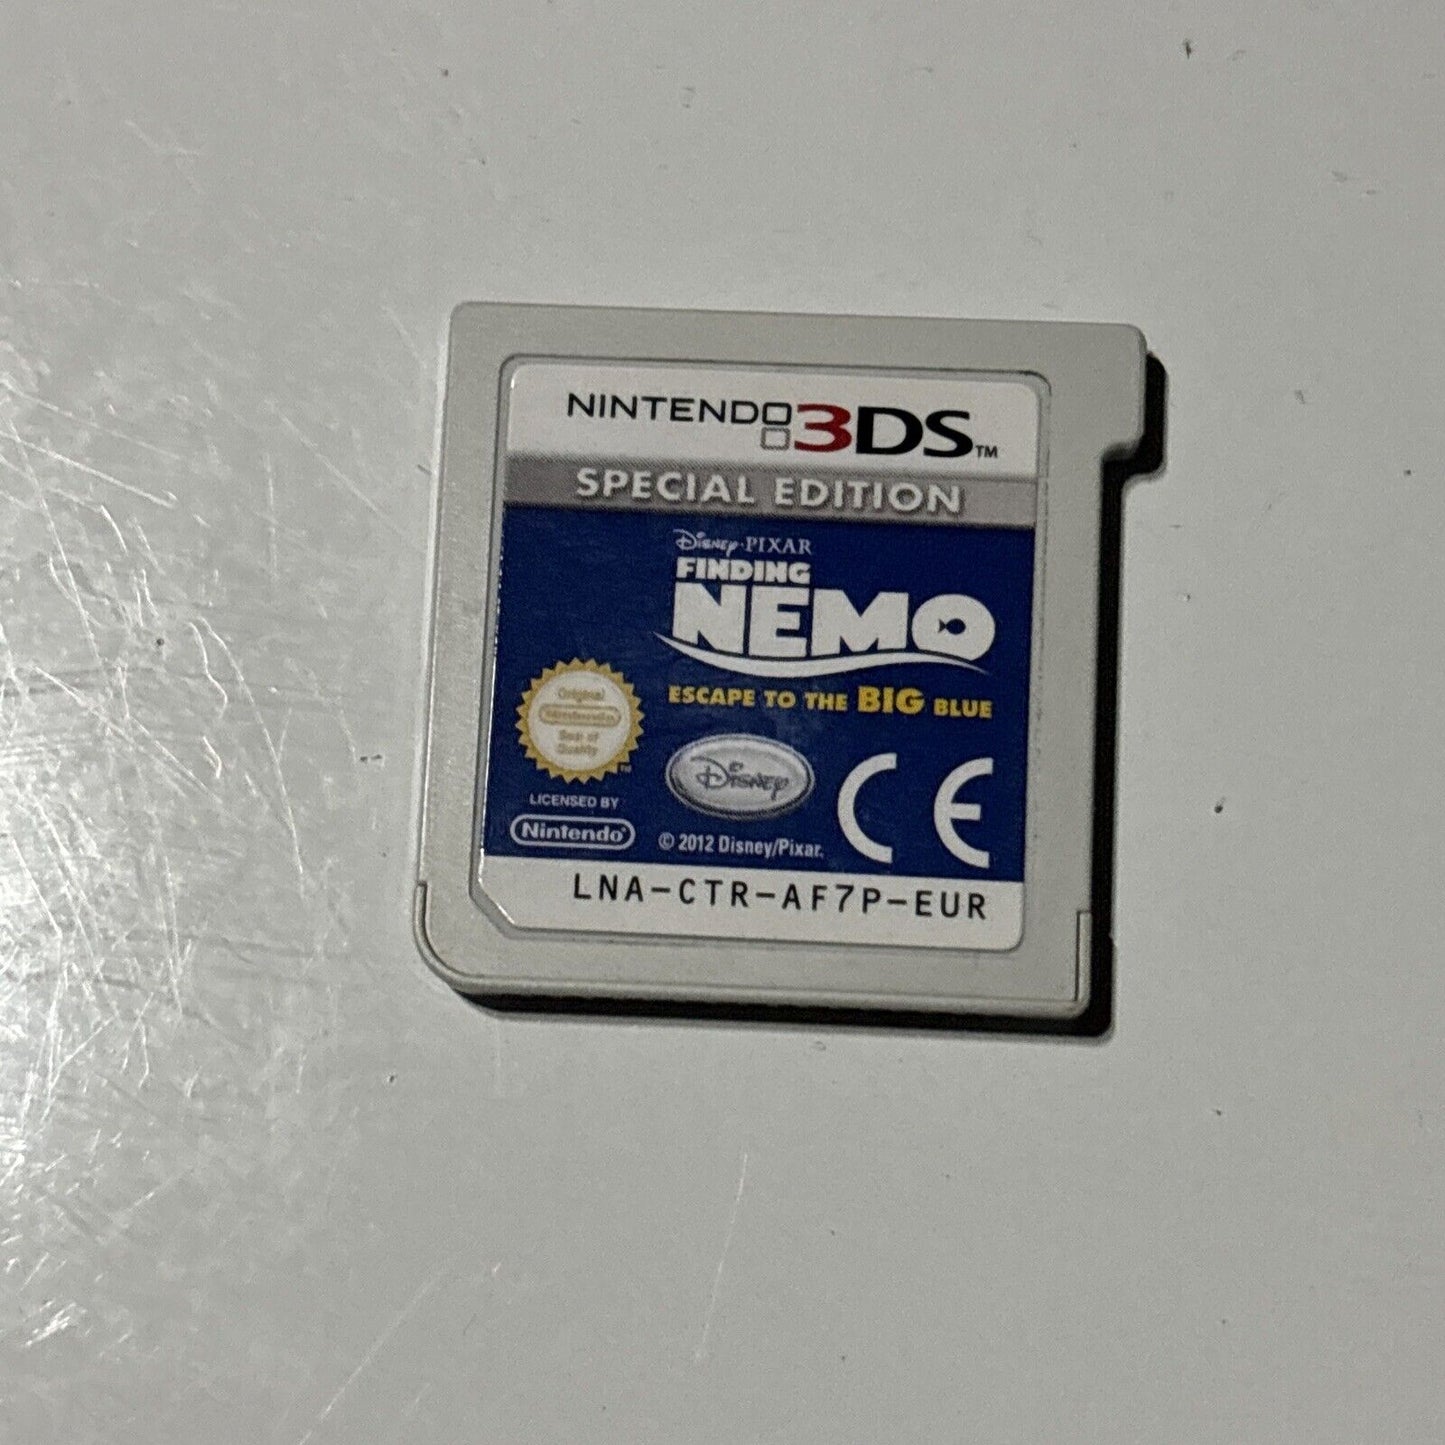 NINTENDO 3DS™
SPECIAL EDITION
Disney·PIXAR
FINDING
NEMO
ESCAPE TO THE BIG BLUE
Original
Nintendo
Seal of
Quality
TM
LICENSED BY
Nintendo®
Disney
© 2012 Disney/Pixar.
CE
LNA-CTR-AF7P-EUR